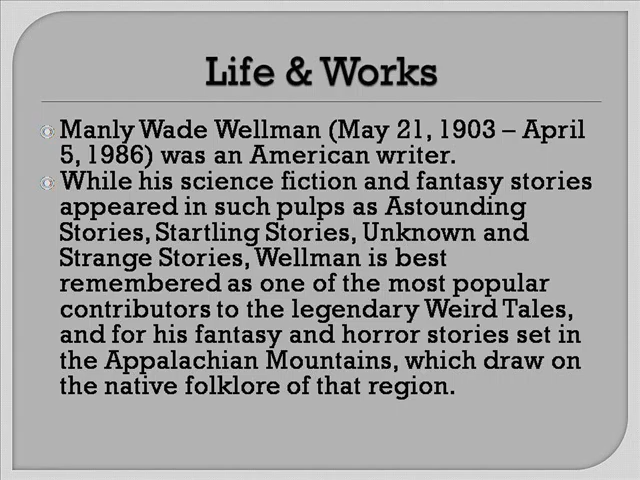 Life & Works
Manly Wade Wellman (May 21, 1903 – April
5, 1986) was an American writer.
While his science fiction and fantasy stories
appeared in such pulps as Astounding
Stories, Startling Stories, Unknown and
Strange Stories, Wellman is best
remembered as one of the most popular
contributors to the legendary Weird Tales,
and for his fantasy and horror stories set in
the Appalachian Mountains, which draw on
the native folklore of that region.